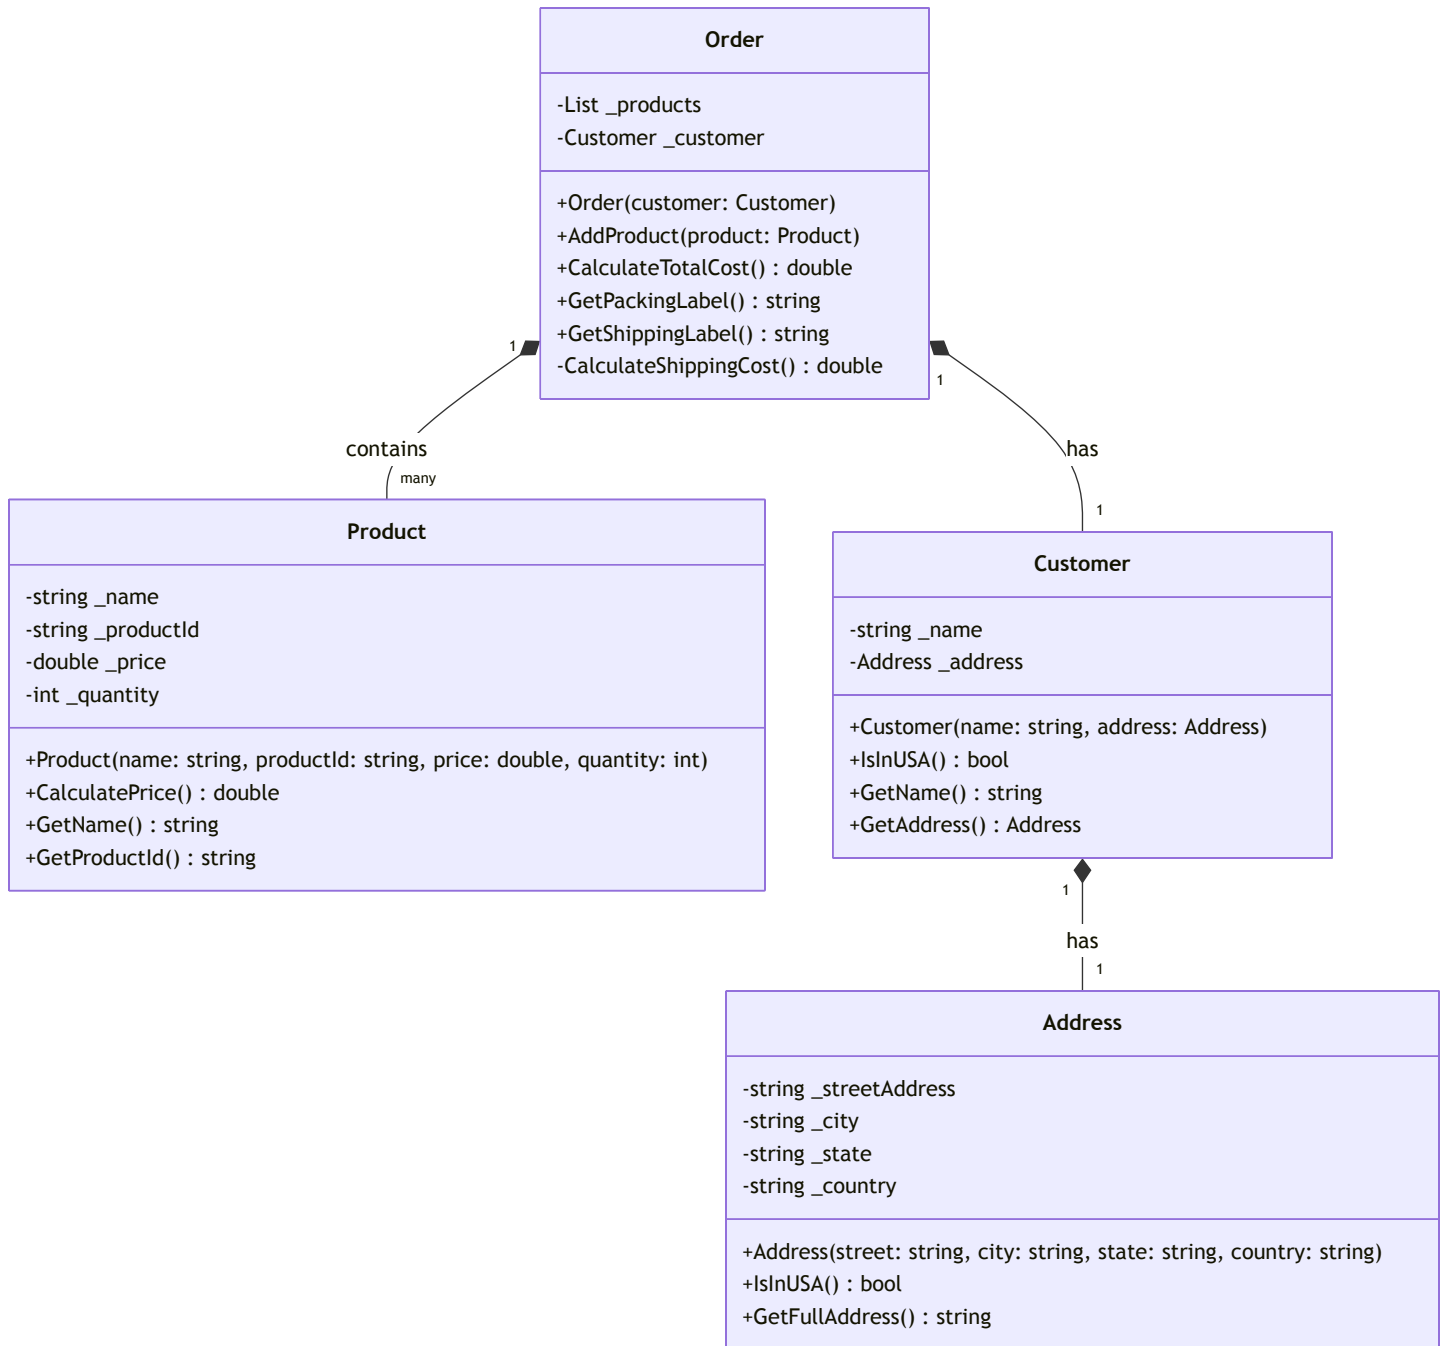 Order
-List _products
-Customer _customer
+Order(customer: Customer)
+AddProduct(product: Product)
+CalculateTotalCost() : double
+GetPackingLabel() : string
+GetShippingLabel() : string
-CalculateShippingCost() : double
1
1
contains
has
many
1
Product
-string _name
-string _productId
-double _price
-int _quantity
+Product(name: string, productId: string, price: double, quantity: int)
+CalculatePrice() : double
+GetName() : string
+GetProductId() : string
Customer
-string _name
-Address _address
+Customer(name: string, address: Address)
+IsInUSA() : bool
+GetName() : string
+GetAddress() : Address
1
has
1
Address
-string _streetAddress
-string _city
-string _state
-string _country
+Address(street: string, city: string, state: string, country: string)
+IsInUSA() : bool
+GetFullAddress() : string